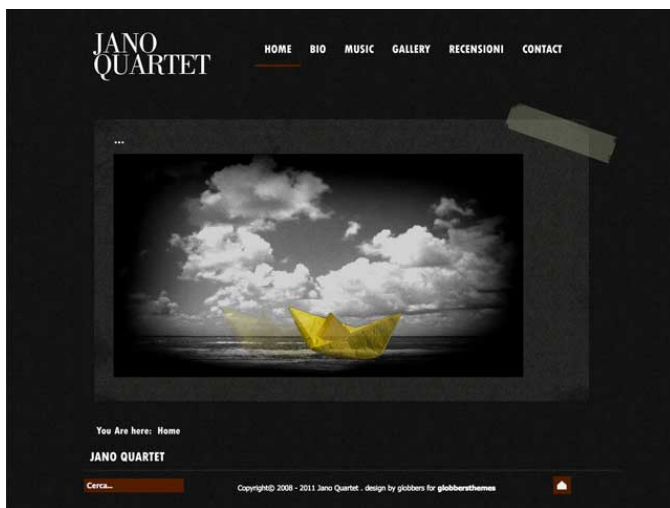 JANO
QUARTET
HOME BIO MUSIC GALLERY RECENSIONI CONTACT
...
You Are here: Home
JANO QUARTET
Cerca...
Copyright© 2008 - 2011 Jano Quartet . design by globbers for globbersthemes